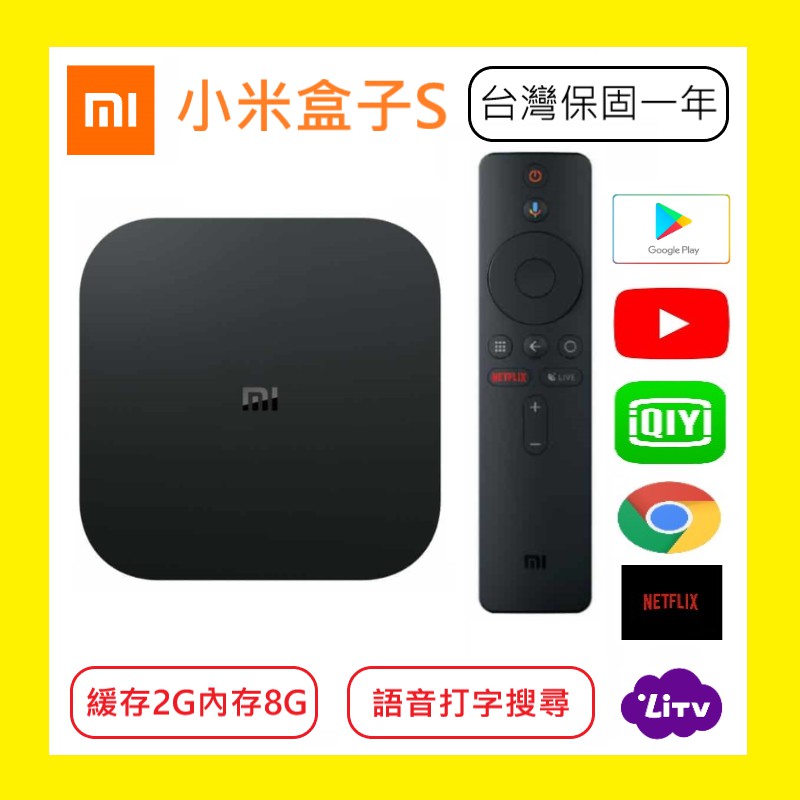 mi 小米盒子S 台灣保固一年
Google Play
iQIYI
NETFLIX LIVE
+
−
mi
mi
NETFLIX
緩存2G內存8G
語音打字搜尋
LiTV